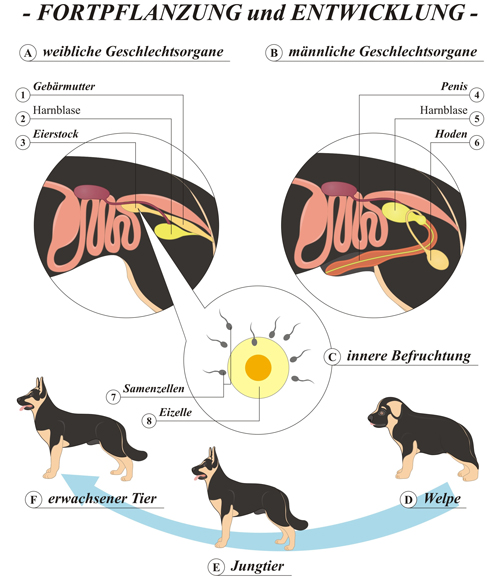 - FORTPFLANZUNG und ENTWICKLUNG -
A weibliche Geschlechtsorgane
B männliche Geschlechtsorgane
Gebärmutter
1
Harnblase
2
Eierstock
3
Penis
4
Harnblase
5
Hoden
6
C innere Befruchtung
Samenzellen
7
Eizelle
8
F erwachsener Tier
D Welpe
E Jungtier